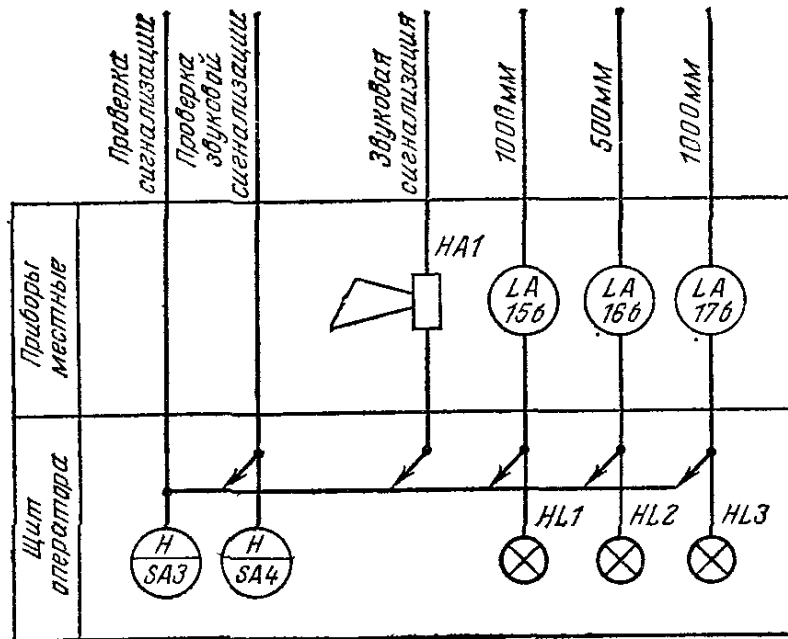 Проверка
сигнализации
Проверка
звуковой
сигнализации
Звуковая
сигнализация
1000мм
500мм
1000мм
Приборы
местные
НА1
LA
15б
LA
16б
LA
17б
Щит
оператора
H
SA3
H
SA4
HL1
HL2
HL3